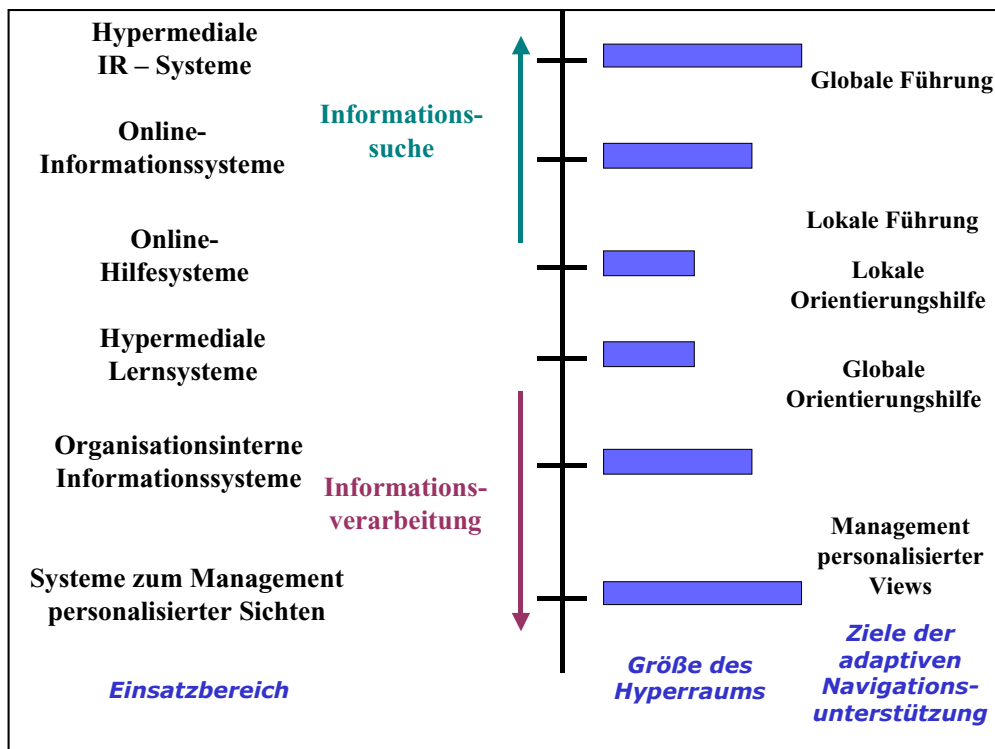 Hypermediale
IR – Systeme
Globale Führung
Informations-
suche
Online-
Informationssysteme
Lokale Führung
Online-
Hilfesysteme
Lokale
Orientierungshilfe
Hypermediale
Lernsysteme
Globale
Orientierungshilfe
Organisationsinterne
Informationssysteme
Informations-
verarbeitung
Management
personalisierter
Views
Systeme zum Management
personalisierter Sichten
Einsatzbereich
Größe des
Hyperraums
Ziele der
adaptiven
Navigations-
unterstützung